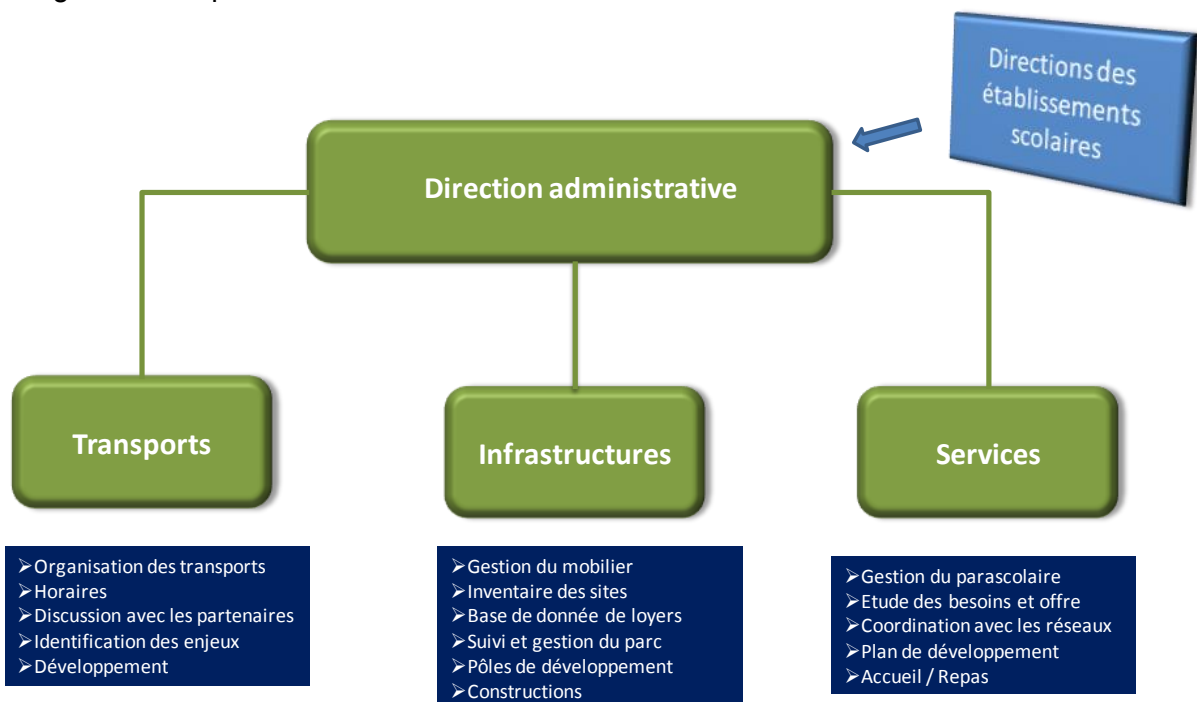 Directions des
établissements
scolaires
Direction administrative
Transports
Infrastructures
Services
➢Organisation des transports
➢Horaires
➢Discussion avec les partenaires
➢Identification des enjeux
➢Développement
➢Gestion du mobilier
➢Inventaire des sites
➢Base de donnée de loyers
➢Suivi et gestion du parc
➢Pôles de développement
➢Constructions
➢Gestion du parascolaire
➢Etude des besoins et offre
➢Coordination avec les réseaux
➢Plan de développement
➢Accueil / Repas